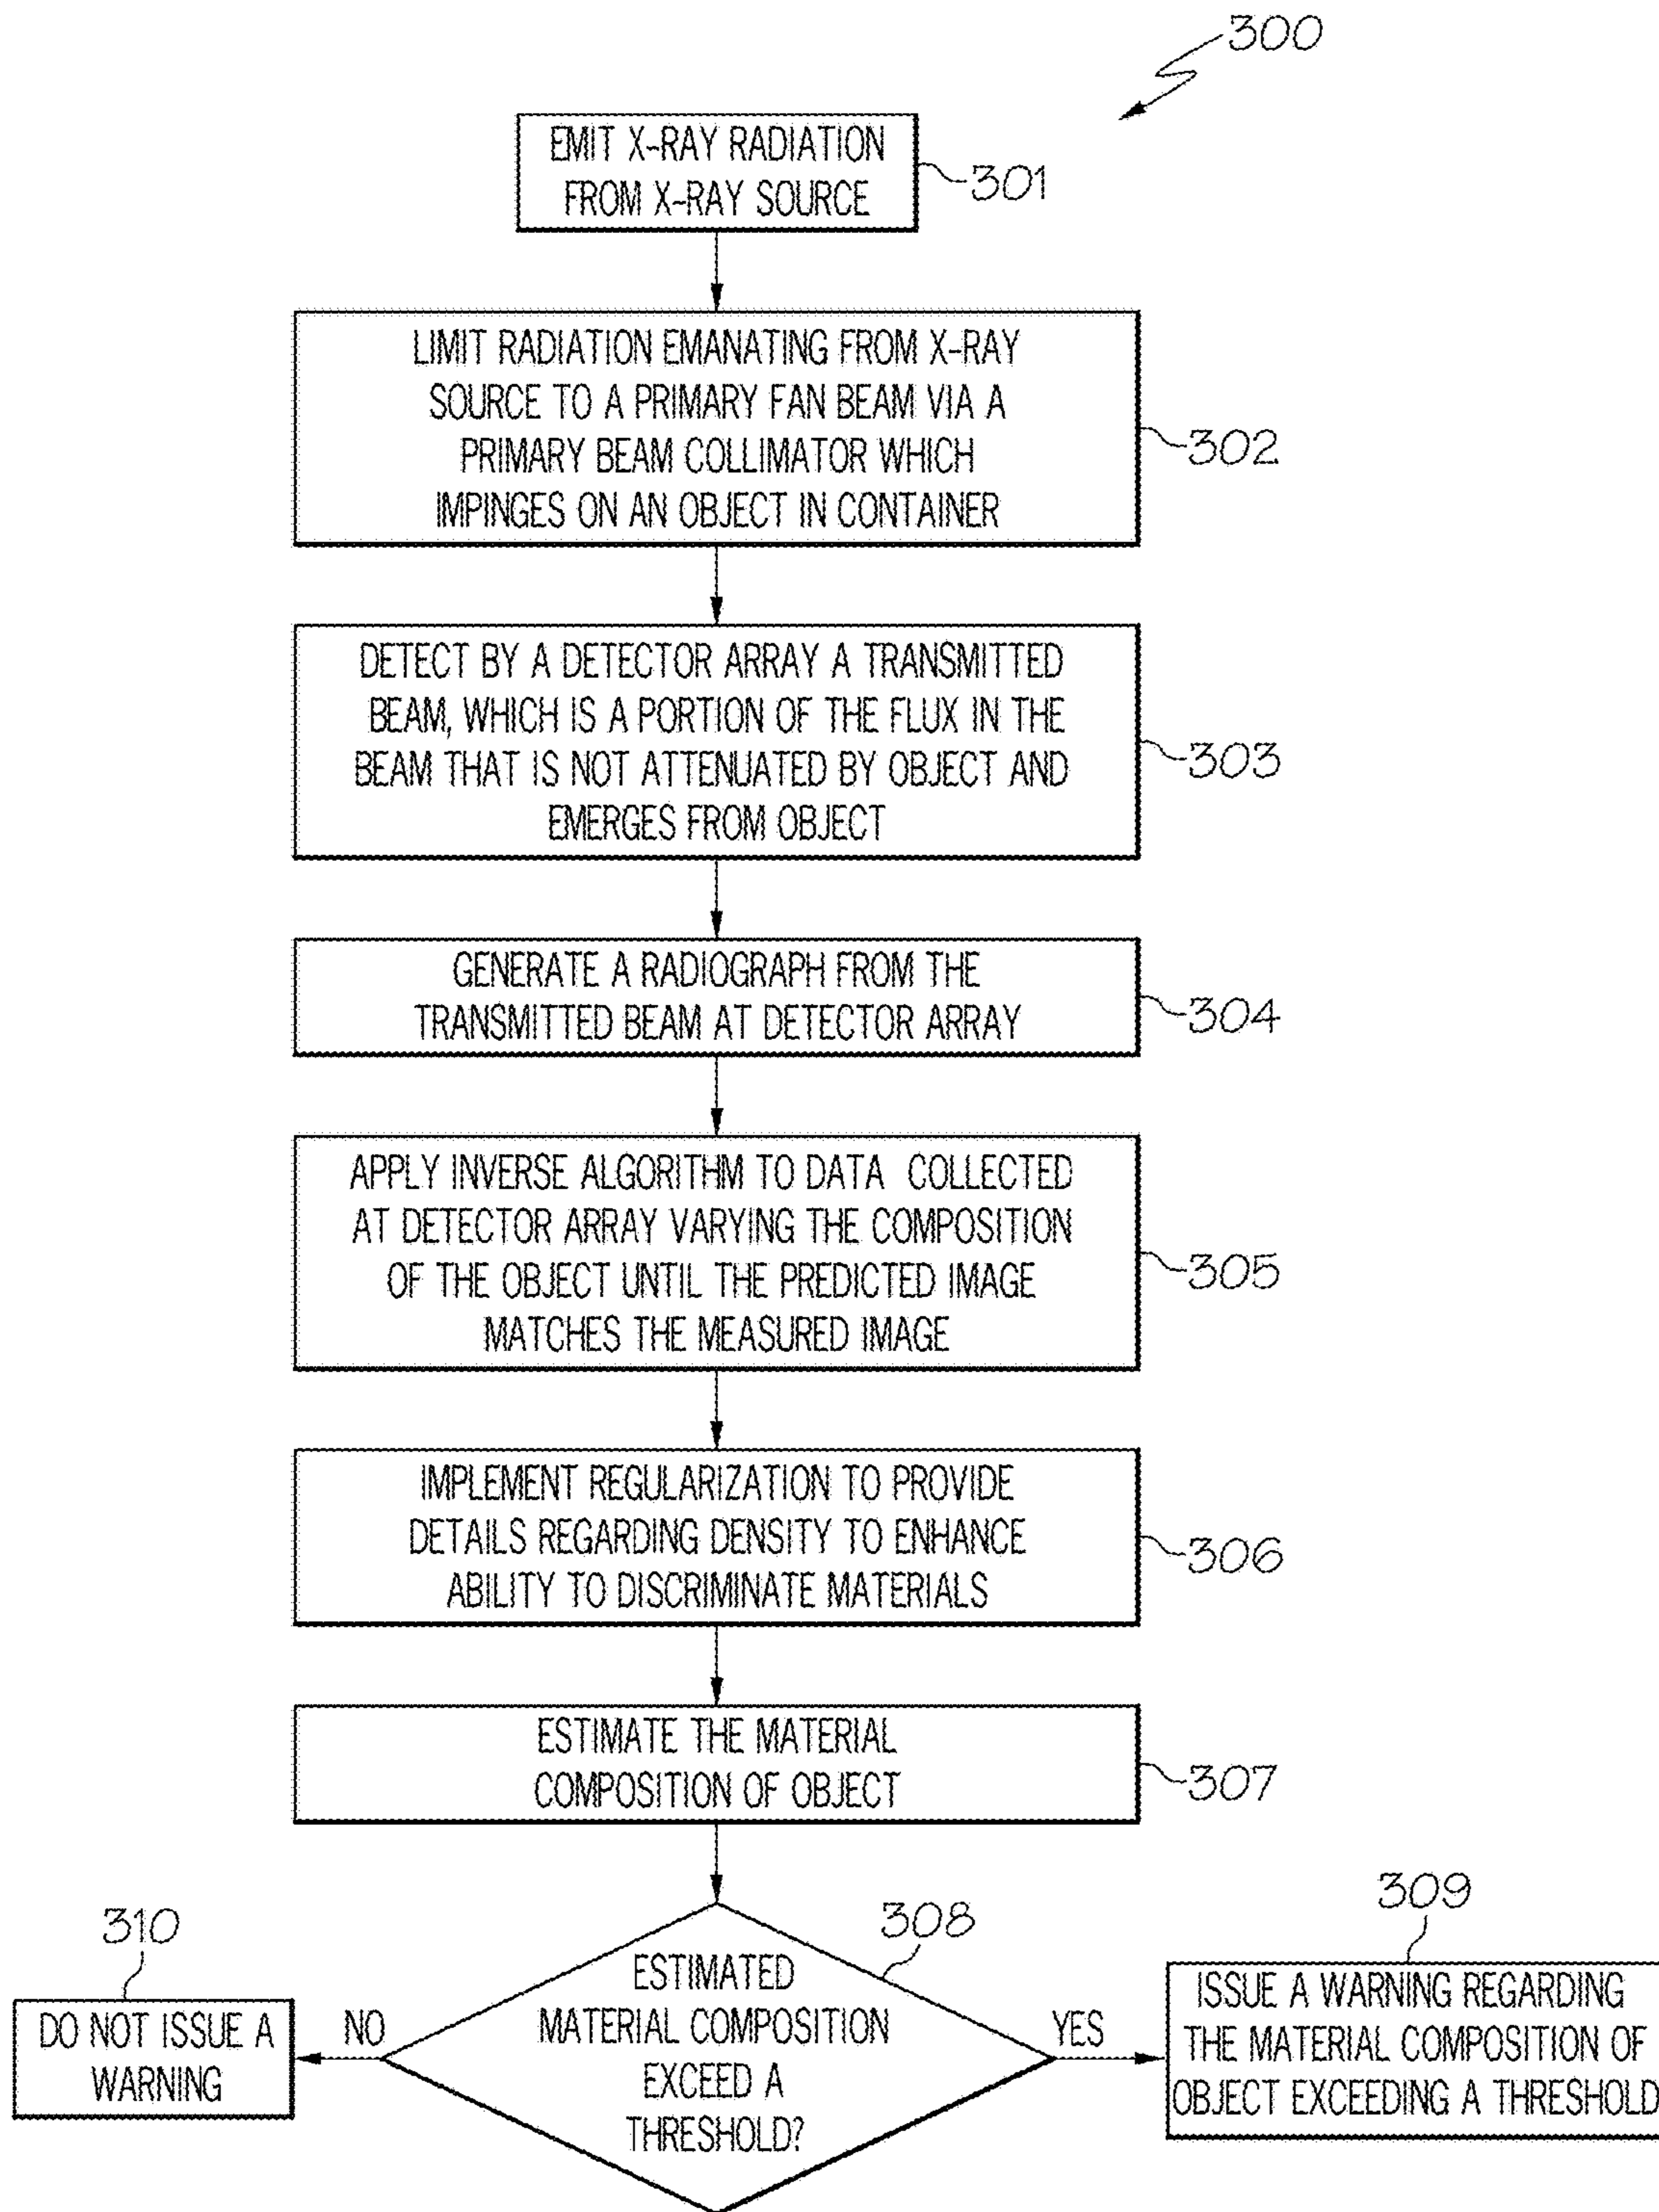 300
EMIT X-RAY RADIATION
FROM X-RAY SOURCE
301
LIMIT RADIATION EMANATING FROM X-RAY
SOURCE TO A PRIMARY FAN BEAM VIA A
PRIMARY BEAM COLLIMATOR WHICH
IMPINGES ON AN OBJECT IN CONTAINER
302
DETECT BY A DETECTOR ARRAY A TRANSMITTED
BEAM, WHICH IS A PORTION OF THE FLUX IN THE
BEAM THAT IS NOT ATTENUATED BY OBJECT AND
EMERGES FROM OBJECT
303
GENERATE A RADIOGRAPH FROM THE
TRANSMITTED BEAM AT DETECTOR ARRAY
304
APPLY INVERSE ALGORITHM TO DATA COLLECTED
AT DETECTOR ARRAY VARYING THE COMPOSITION
OF THE OBJECT UNTIL THE PREDICTED IMAGE
MATCHES THE MEASURED IMAGE
305
IMPLEMENT REGULARIZATION TO PROVIDE
DETAILS REGARDING DENSITY TO ENHANCE
ABILITY TO DISCRIMINATE MATERIALS
306
ESTIMATE THE MATERIAL
COMPOSITION OF OBJECT
307
308
ESTIMATED
MATERIAL COMPOSITION
EXCEED A
THRESHOLD?
NO
310
DO NOT ISSUE A
WARNING
YES
309
ISSUE A WARNING REGARDING
THE MATERIAL COMPOSITION OF
OBJECT EXCEEDING A THRESHOLD